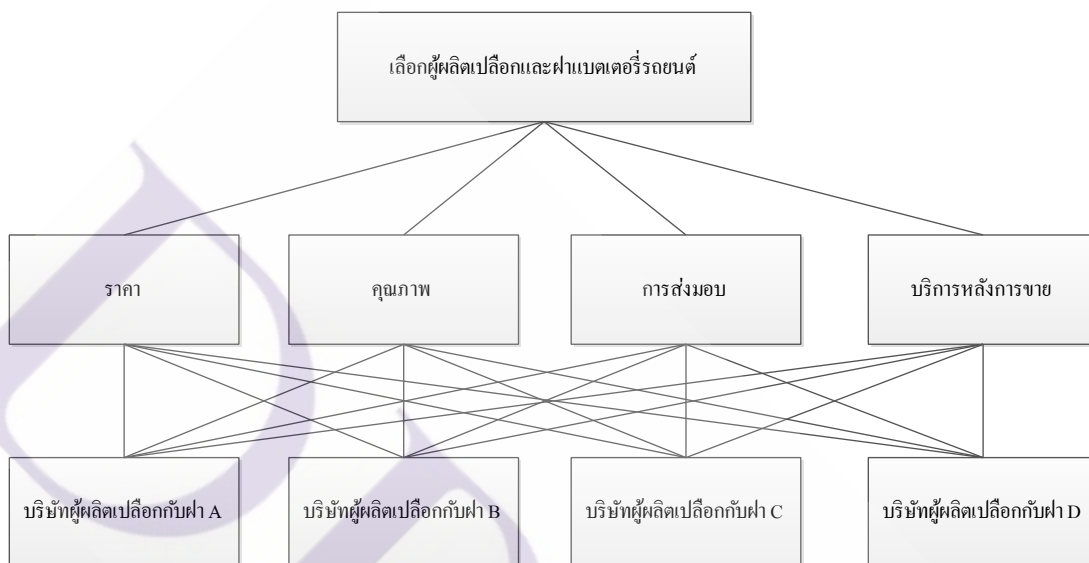 เลือกผู้ผลิตเปลือกและฝาแบตเตอรี่รถยนต์
ราคา
คุณภาพ
การส่งมอบ
บริการหลังการขาย
บริษัทผู้ผลิตเปลือกกับฝา A
บริษัทผู้ผลิตเปลือกกับฝา B
บริษัทผู้ผลิตเปลือกกับฝา C
บริษัทผู้ผลิตเปลือกกับฝา D